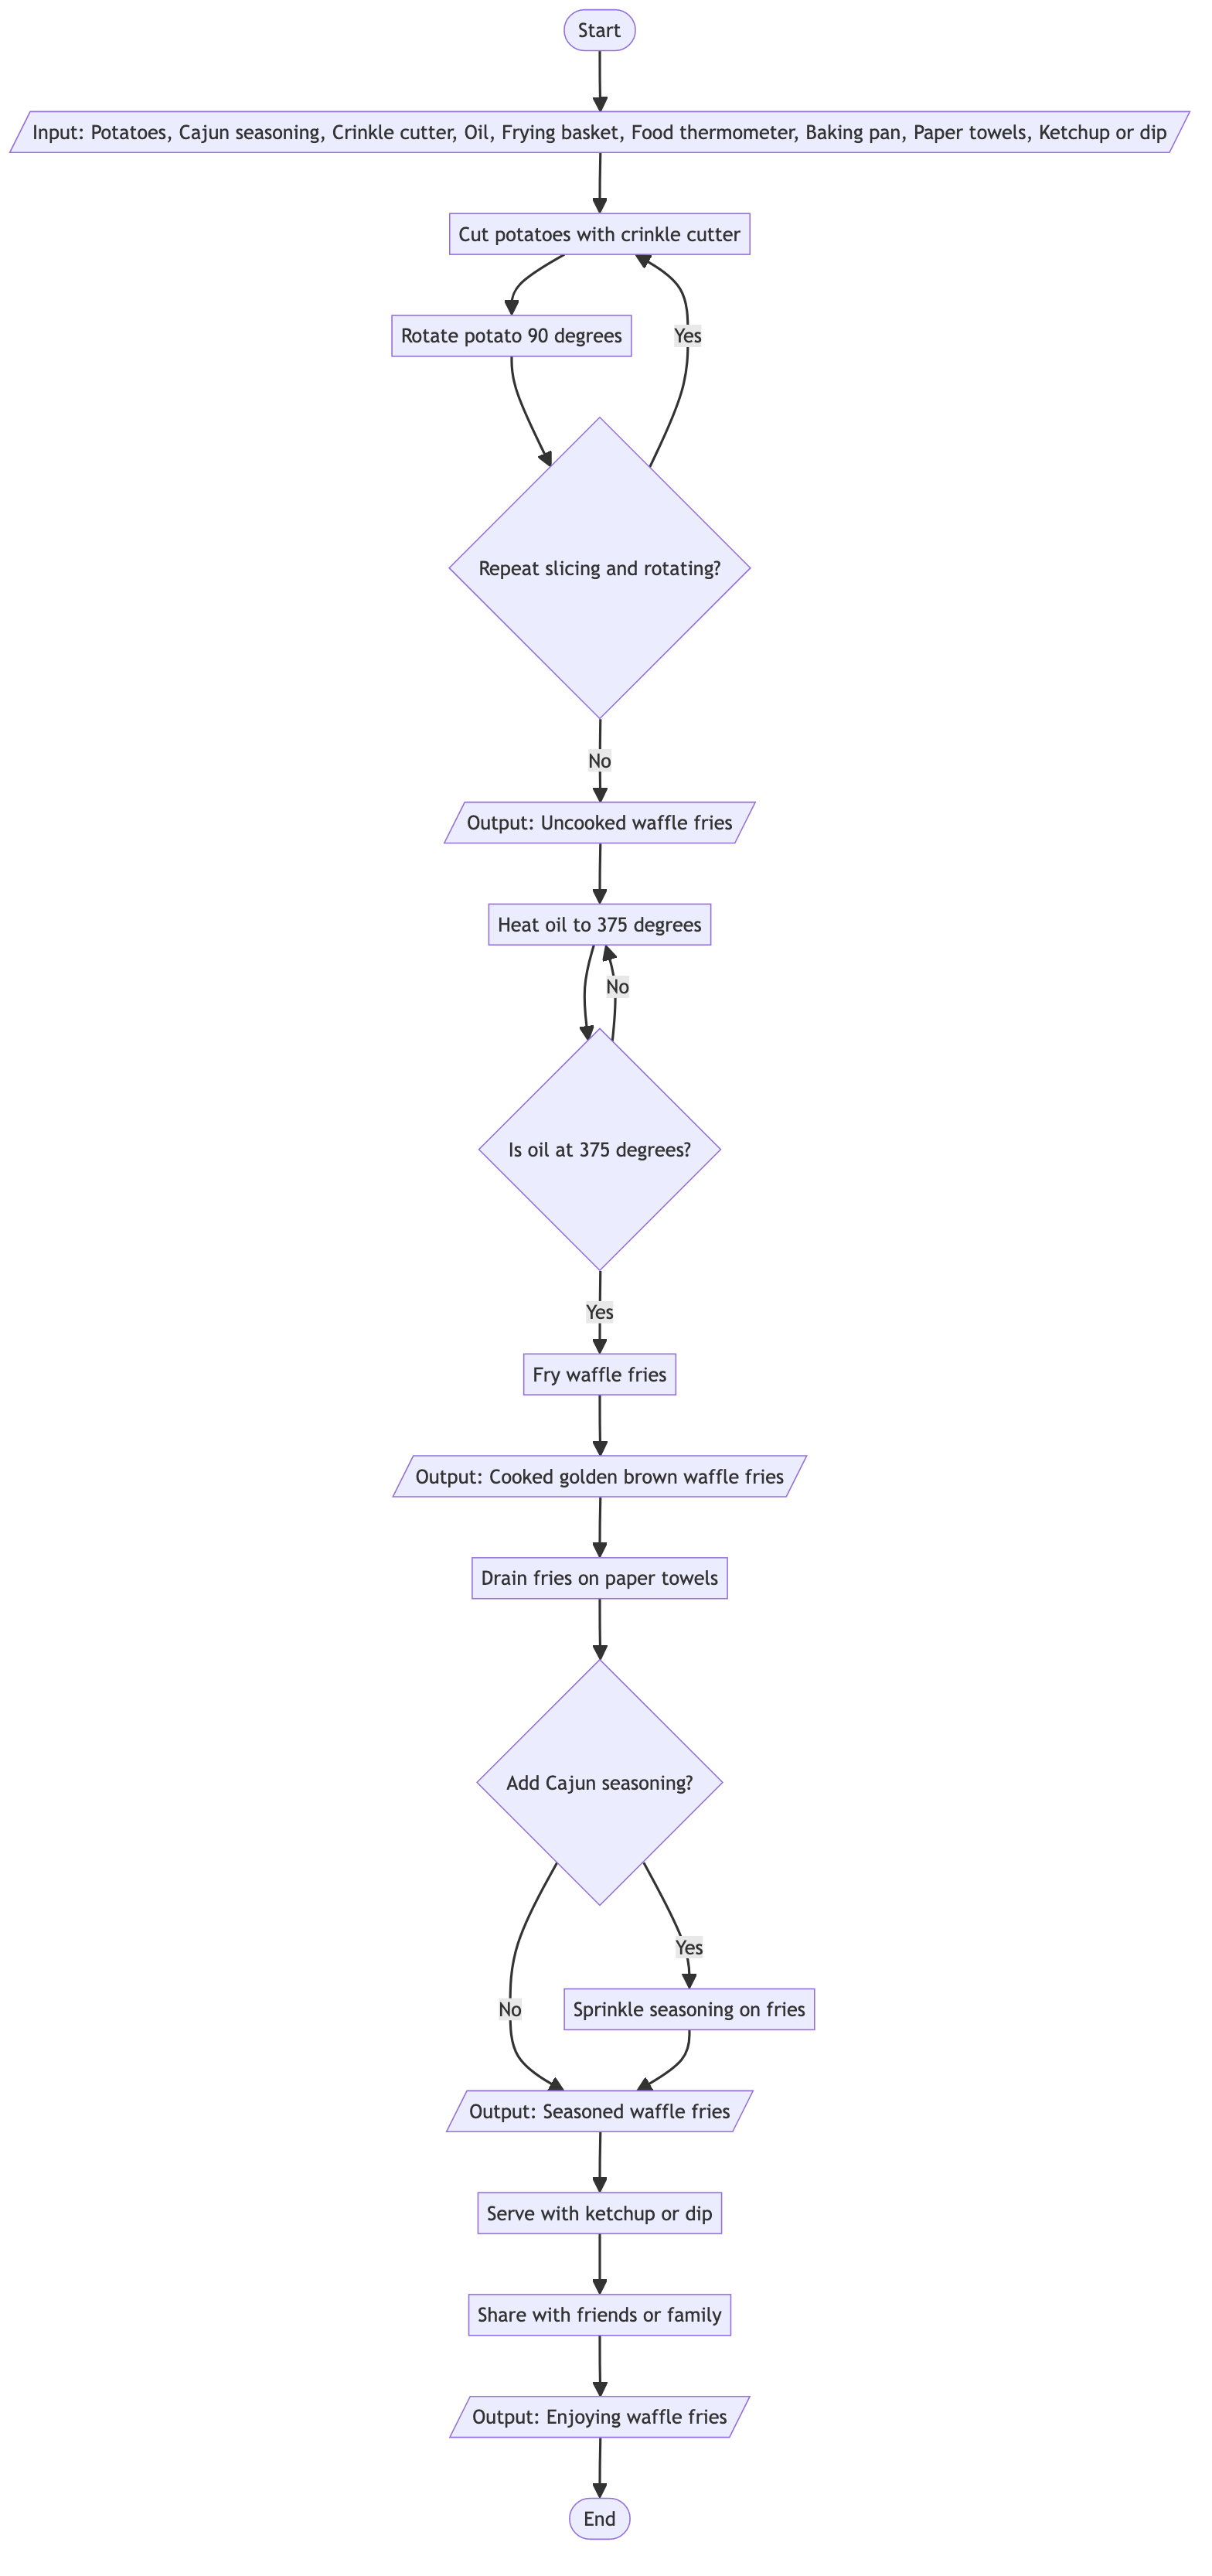 Start
Input: Potatoes, Cajun seasoning, Crinkle cutter, Oil, Frying basket, Food thermometer, Baking pan, Paper towels, Ketchup or dip
Cut potatoes with crinkle cutter
Rotate potato 90 degrees
Yes
Repeat slicing and rotating?
No
Output: Uncooked waffle fries
Heat oil to 375 degrees
No
Is oil at 375 degrees?
Yes
Fry waffle fries
Output: Cooked golden brown waffle fries
Drain fries on paper towels
Add Cajun seasoning?
Yes
No
Sprinkle seasoning on fries
Output: Seasoned waffle fries
Serve with ketchup or dip
Share with friends or family
Output: Enjoying waffle fries
End